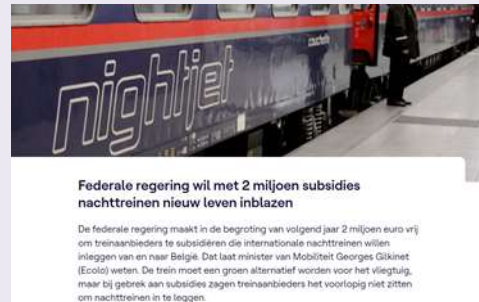 nightjet
couchette
Federale regering wil met 2 miljoen subsidies
nachttreinen nieuw leven inblazen
De federale regering maakt in de begroting van volgend jaar 2 miljoen euro vrij
om treinaanbieders te subsidiëren die internationale nachttreinen willen
inleggen van en naar België. Dat laat minister van Mobiliteit Georges Gilkinet
(Ecolo) weten. De trein moet een groen alternatief worden voor het vliegtuig,
maar bij gebrek aan subsidies zagen treinaanbieders het voorlopig niet zitten
om nachttreinen in te leggen.